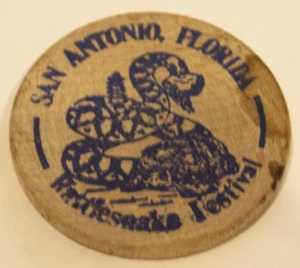 SAN ANTONIO, FLORIDA
Rattlesnake Festival